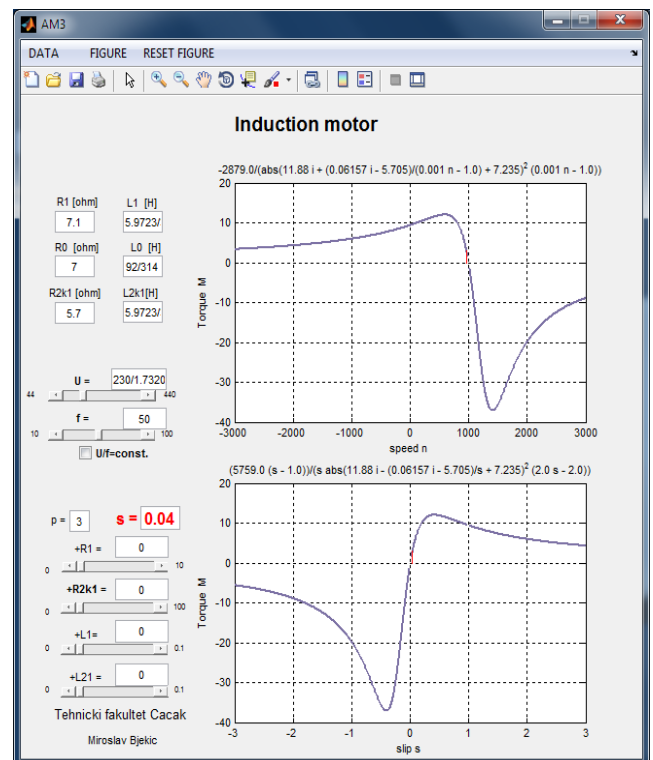 AM3
DATA FIGURE RESET FIGURE
Induction motor
-2879.0/(abs(11.88 i + (0.06157 i - 5.705)/(0.001 n - 1.0) + 7.235)² (0.001 n - 1.0))
R1 [ohm] L1 [H]
7.1 5.9723/
R0 [ohm] L0 [H]
7 92/314
R2k1 [ohm] L2k1[H]
5.7 5.9723/
U = 230/1.7320
44 440
f = 50
10 100
U/f=const.
20
10
0
-10
-20
-30
-40
Torque M
-3000 -2000 -1000 0 1000 2000 3000
speed n
(5759.0 (s - 1.0))/(s abs(11.88 i - (0.06157 i - 5.705)/s + 7.235)² (2.0 s - 2.0))
p = 3 s = 0.04
+R1 = 0
0 10
+R2k1 = 0
0 100
+L1= 0
0 0.1
+L21 = 0
0 0.1
Tehnicki fakultet Cacak
Miroslav Bjekic
20
10
0
-10
-20
-30
-40
Torque M
-3 -2 -1 0 1 2 3
slip s